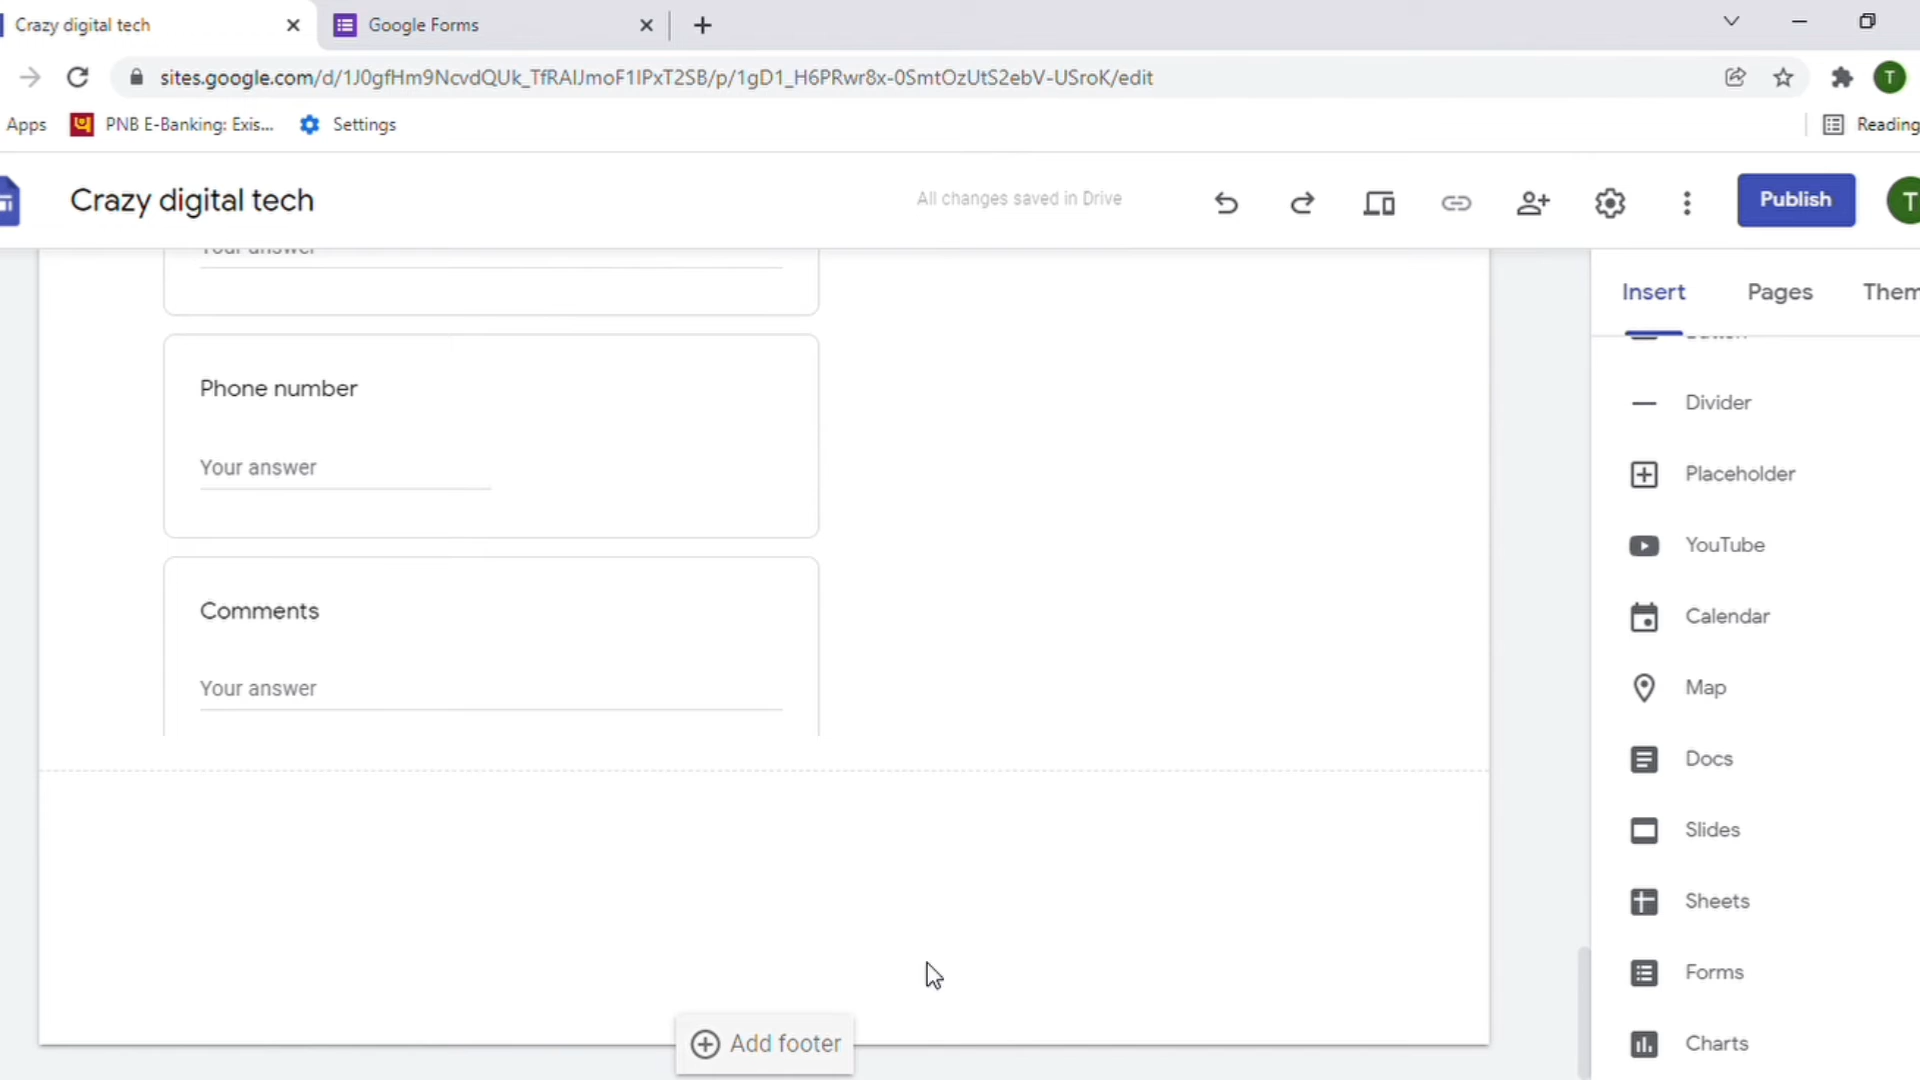 Crazy digital tech
Google Forms
sites.google.com/d/1J0gfHm9NcvdQUk_TfRAIJmoF1IPxT2SB/p/1gD1_H6PRwr8x-0SmtOzUtS2ebV-USroK/edit
T
Apps
PNB E-Banking: Exis...
Settings
Reading
Crazy digital tech
All changes saved in Drive
Publish
T
Your answer
Insert
Pages
Them
Phone number
Your answer
Comments
Your answer
Divider
Placeholder
YouTube
Calendar
Map
Docs
Slides
Sheets
Forms
Charts
Add footer